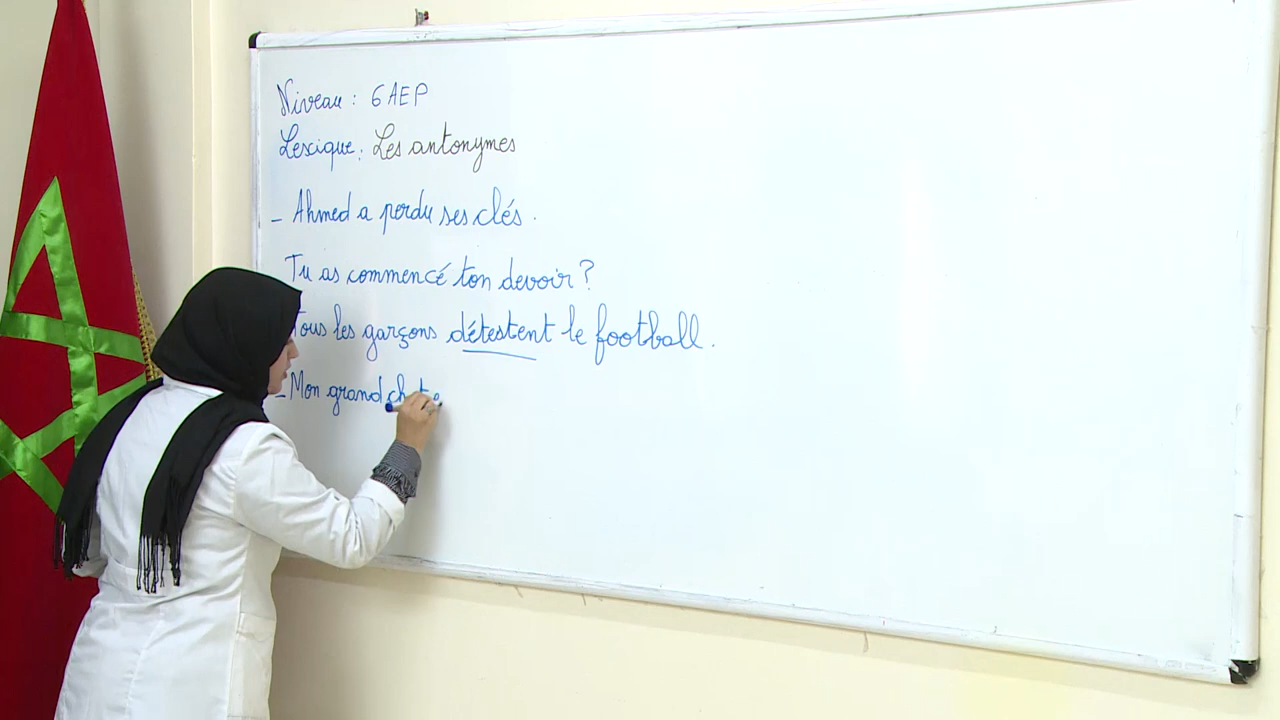 Niveau : 6 AEP
Lexique : Les antonymes
- Ahmed a perdu ses clés.
Tu as commencé ton devoir ?
Tous les garçons détestent le football.
- Mon grand